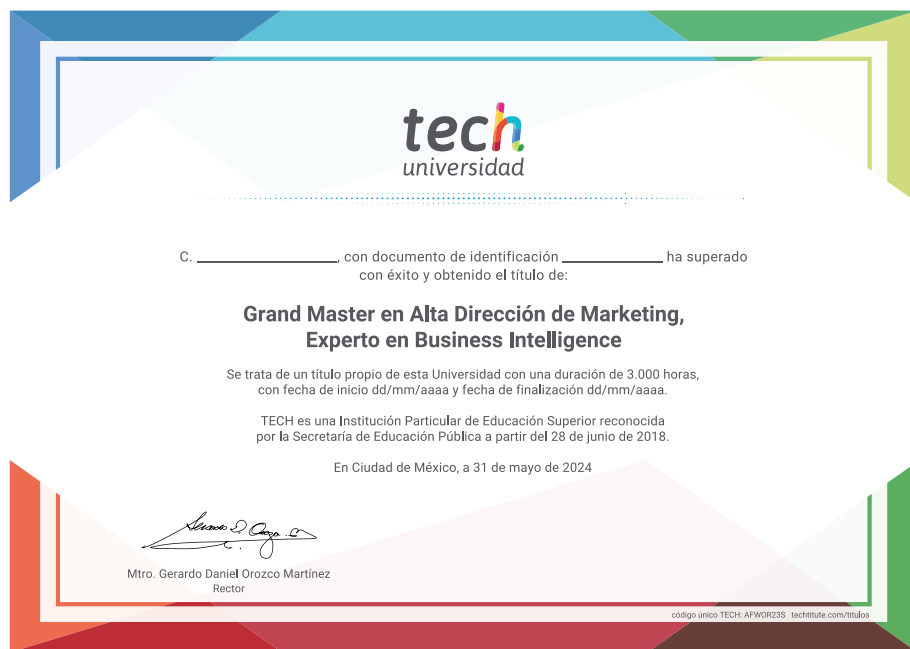 tech
universidad
C. ____________________, con documento de identificación ______________ ha superado
con éxito y obtenido el título de:
Grand Master en Alta Dirección de Marketing,
Experto en Business Intelligence
Se trata de un título propio de esta Universidad con una duración de 3.000 horas,
con fecha de inicio dd/mm/aaaa y fecha de finalización dd/mm/aaaa.
TECH es una Institución Particular de Educación Superior reconocida
por la Secretaría de Educación Pública a partir del 28 de junio de 2018.
En Ciudad de México, a 31 de mayo de 2024
Mtro. Gerardo Daniel Orozco Martínez
Rector
código único TECH: AFWOR23S techtitute.com/titulos